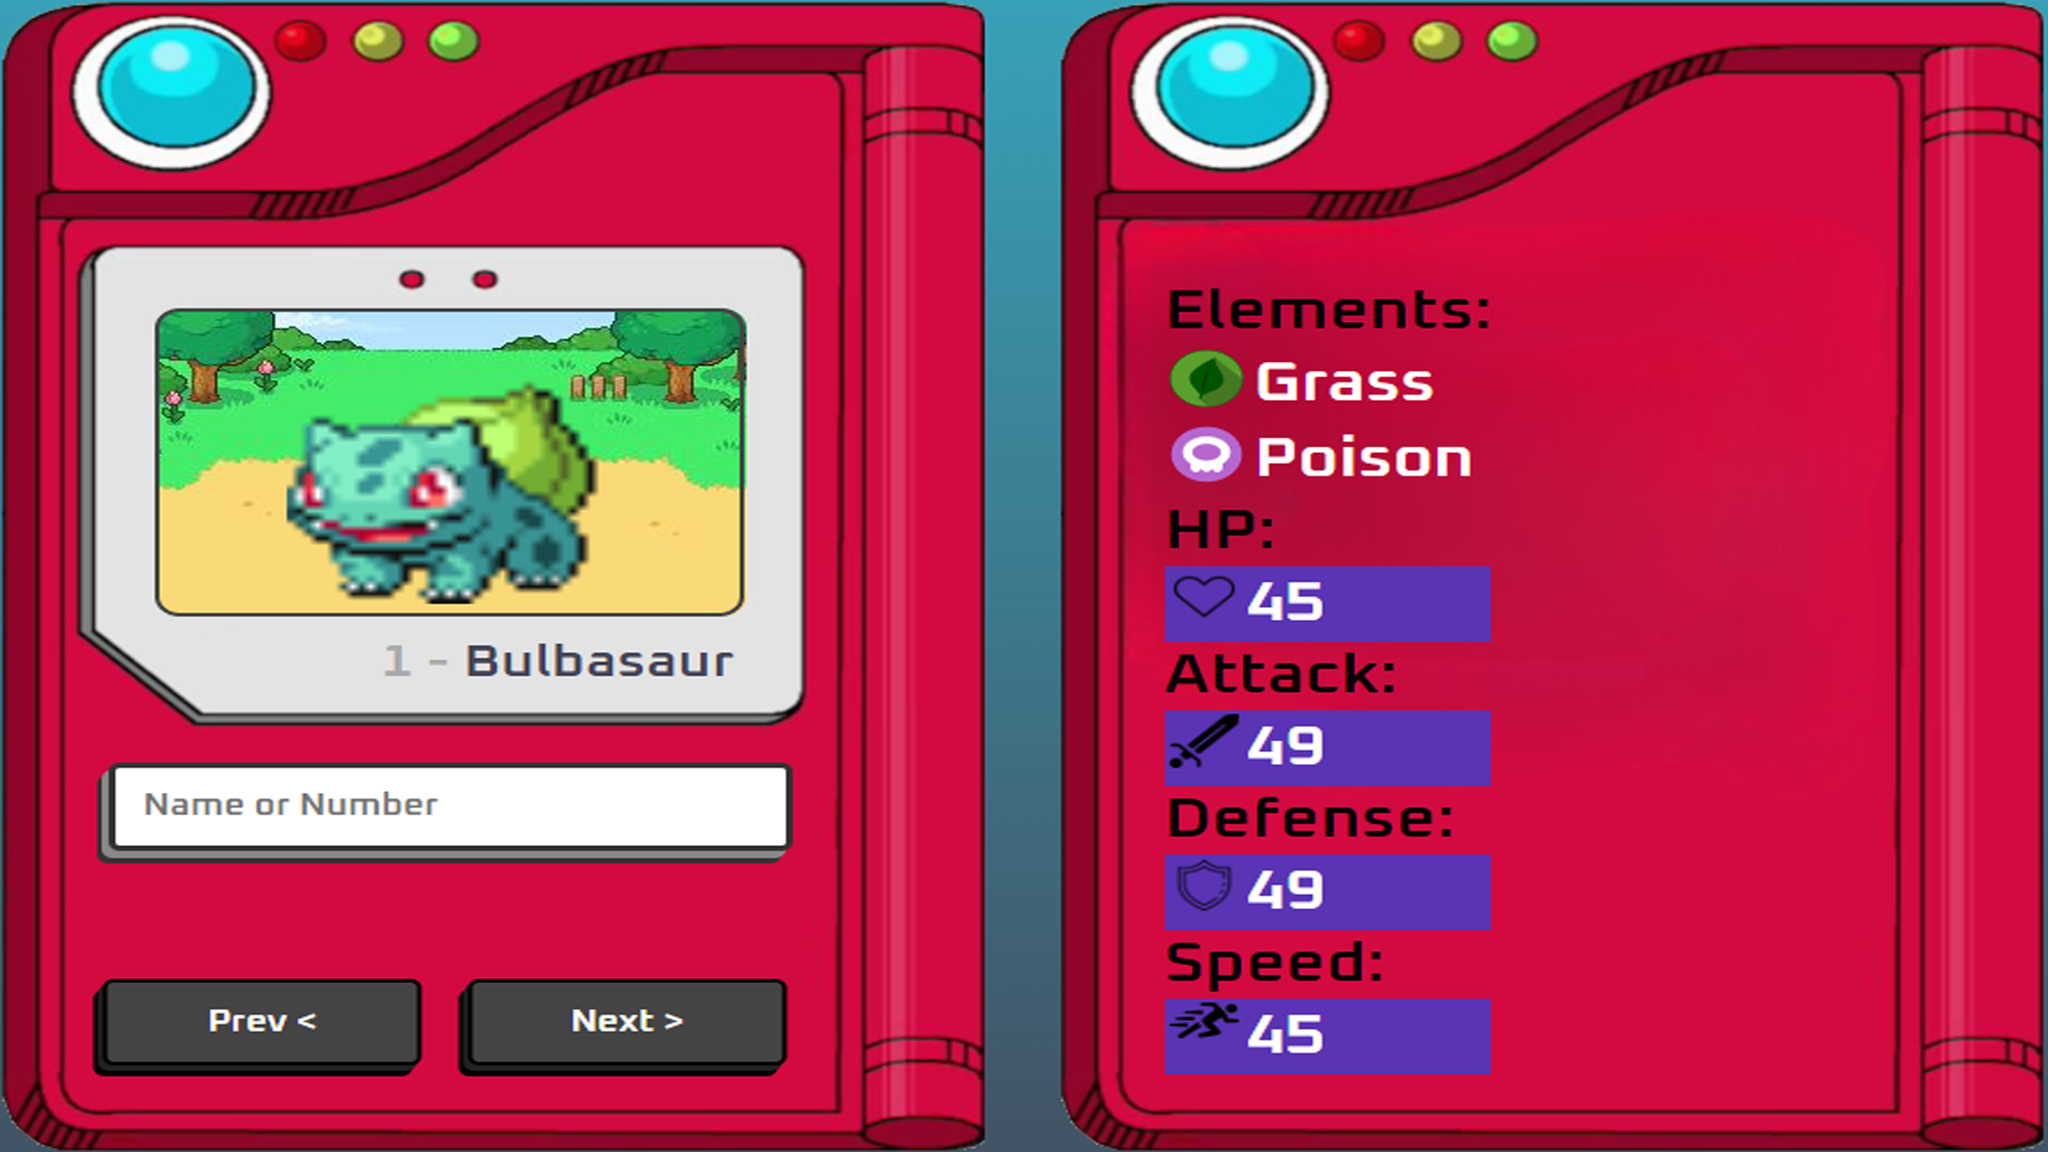 1 - Bulbasaur
Name or Number
Prev <
Next >
Elements:
Grass
Poison
HP:
45
Attack:
49
Defense:
49
Speed:
45